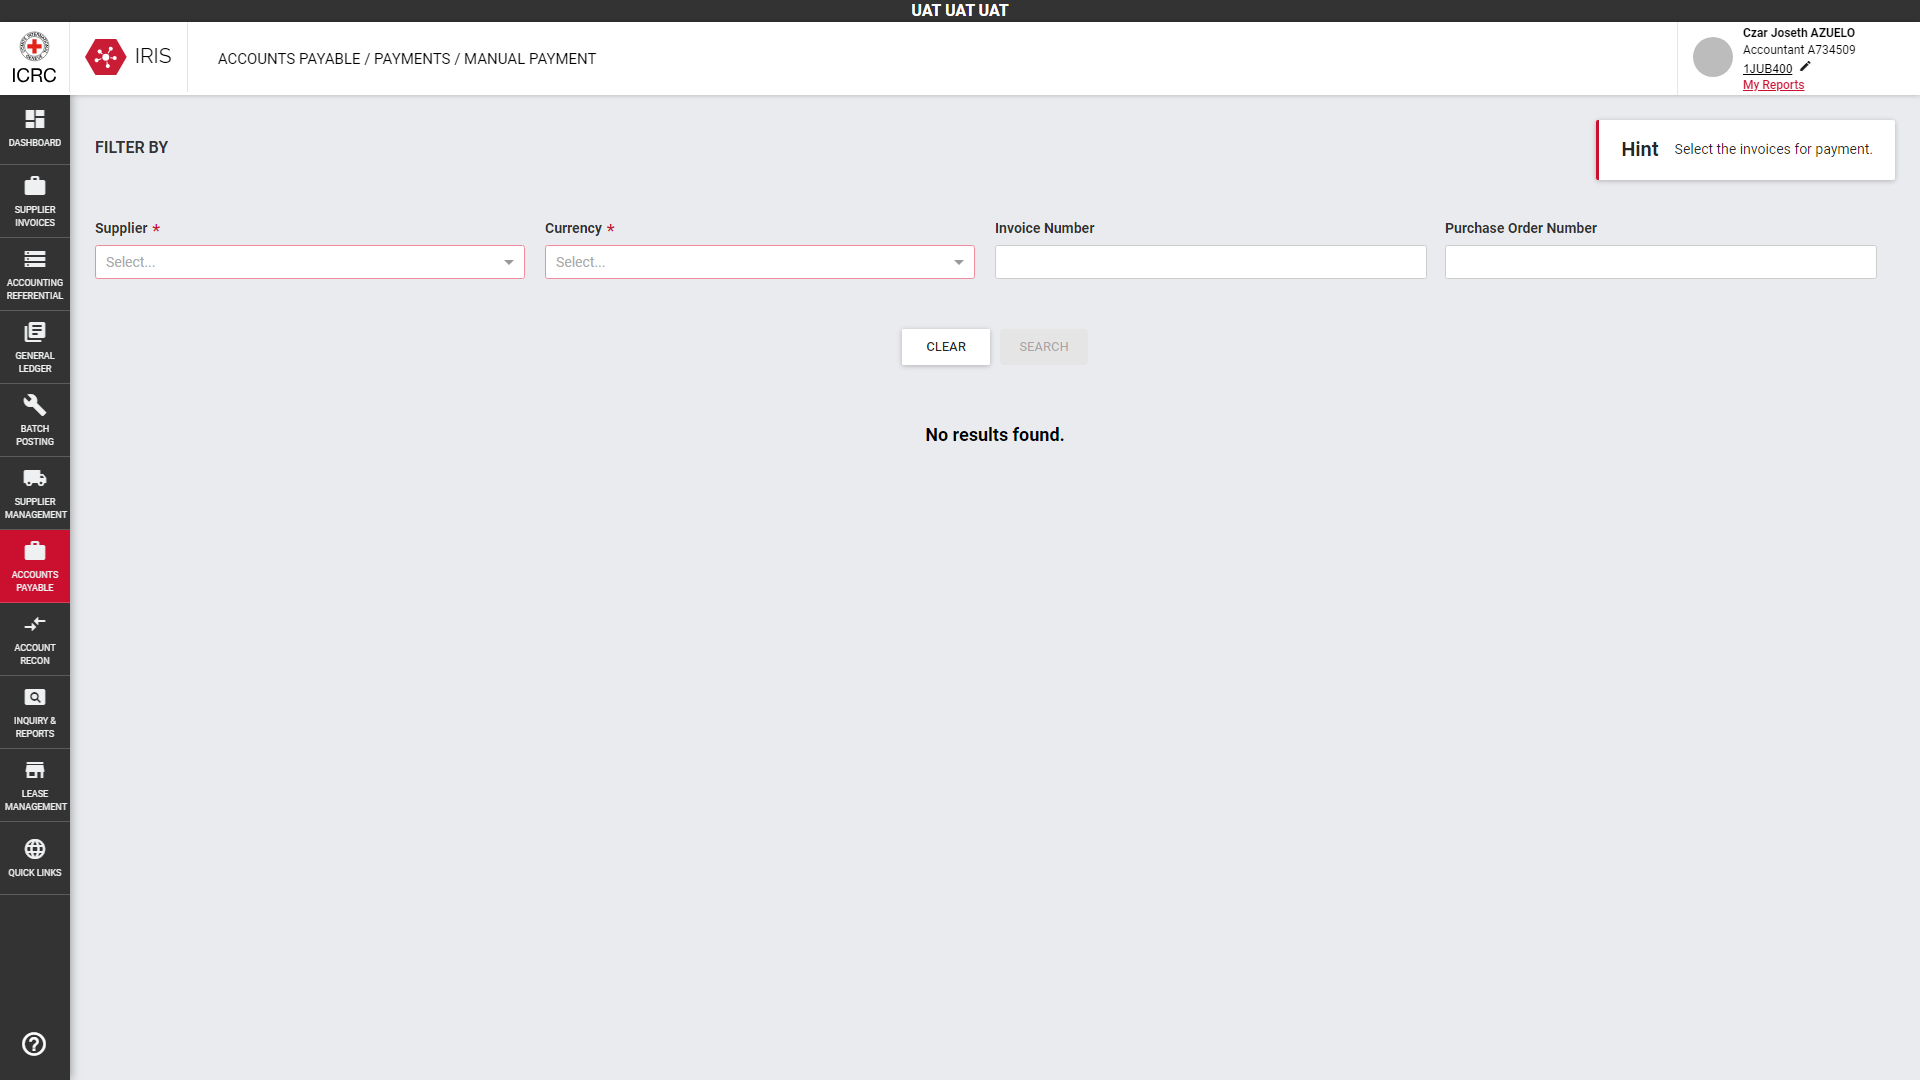 UAT UAT UAT
ICRC
IRIS
ACCOUNTS PAYABLE / PAYMENTS / MANUAL PAYMENT
Czar Joseth AZUELO
Accountant A734509
1JUB400
My Reports
DASHBOARD
SUPPLIER
INVOICES
ACCOUNTING
REFERENTIAL
GENERAL
LEDGER
BATCH
POSTING
SUPPLIER
MANAGEMENT
ACCOUNTS
PAYABLE
ACCOUNT
RECON
INQUIRY &
REPORTS
LEASE
MANAGEMENT
QUICK LINKS
FILTER BY
Hint Select the invoices for payment.
Supplier * Currency * Invoice Number Purchase Order Number
Select... Select...
CLEAR SEARCH
No results found.